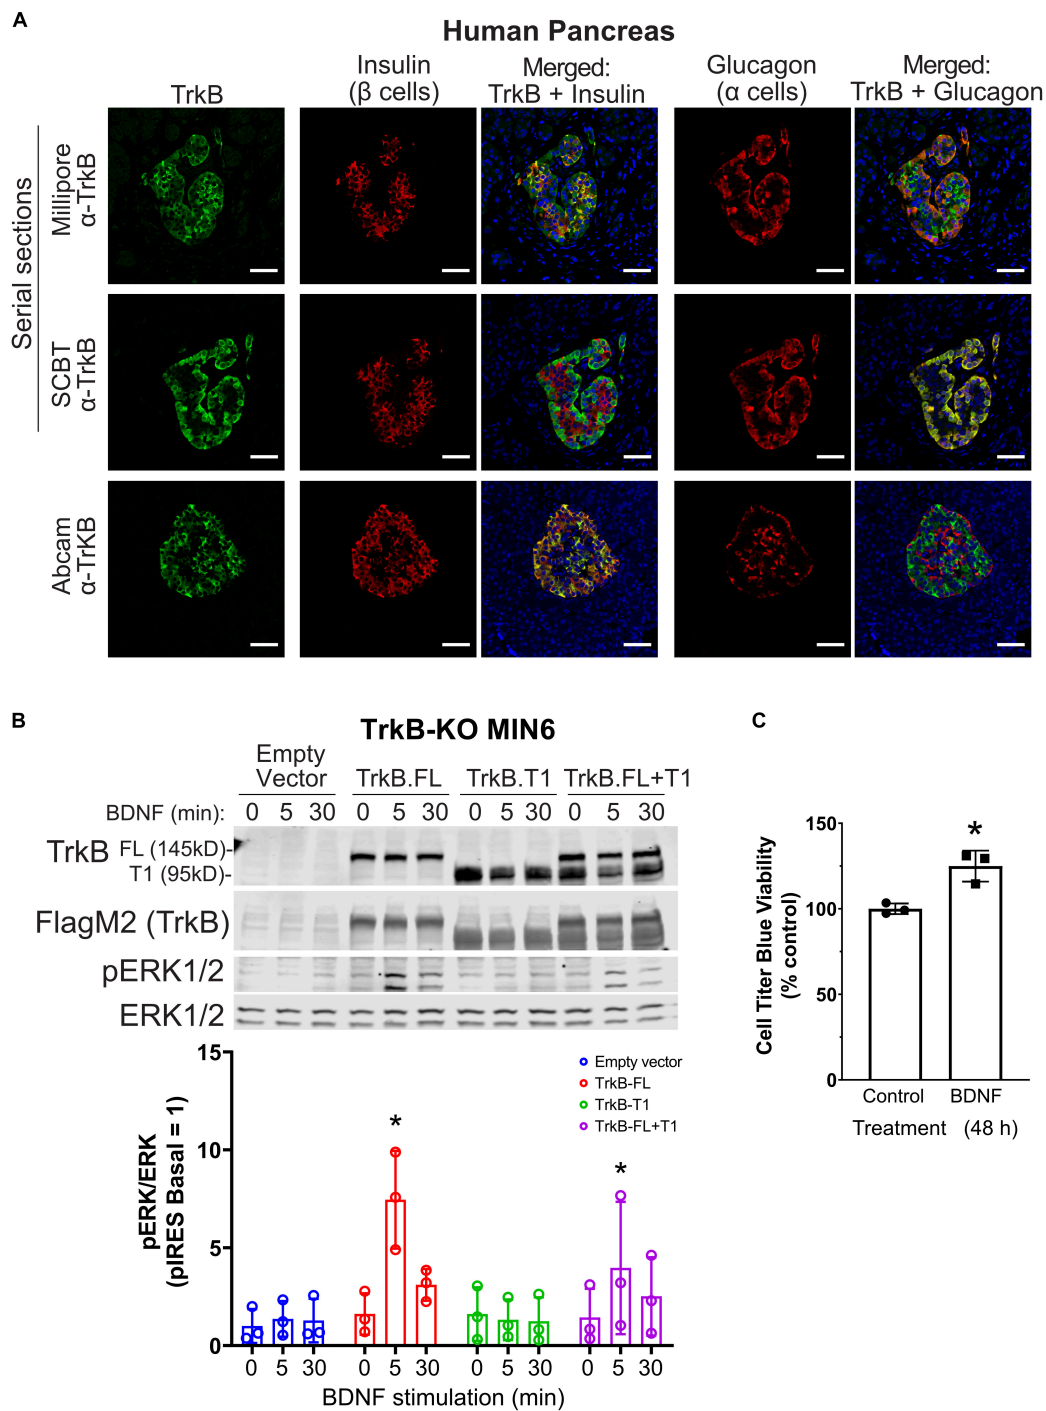 A
Human Pancreas
TrkB
Insulin
(β cells)
Merged:
TrkB + Insulin
Glucagon
(α cells)
Merged:
TrkB + Glucagon
Serial sections
Millipore
α-TrkB
SCBT
α-TrkB
Abcam
α-TrKB
B
TrkB-KO MIN6
Empty
Vector
TrkB.FL
TrkB.T1
TrkB.FL+T1
BDNF (min): 0 5 30 0 5 30 0 5 30 0 5 30
TrkB FL (145kD)-
T1 (95kD)-
FlagM2 (TrkB)
pERK1/2
ERK1/2
pERK/ERK
(pIRES Basal = 1)
15
10
5
0
Empty vector
TrkB-FL
TrkB-T1
TrkB-FL+T1
*
*
0 5 30 0 5 30 0 5 30 0 5 30
BDNF stimulation (min)
C
Cell Titer Blue Viability
(% control)
150
100
50
0
*
Control BDNF
Treatment (48 h)